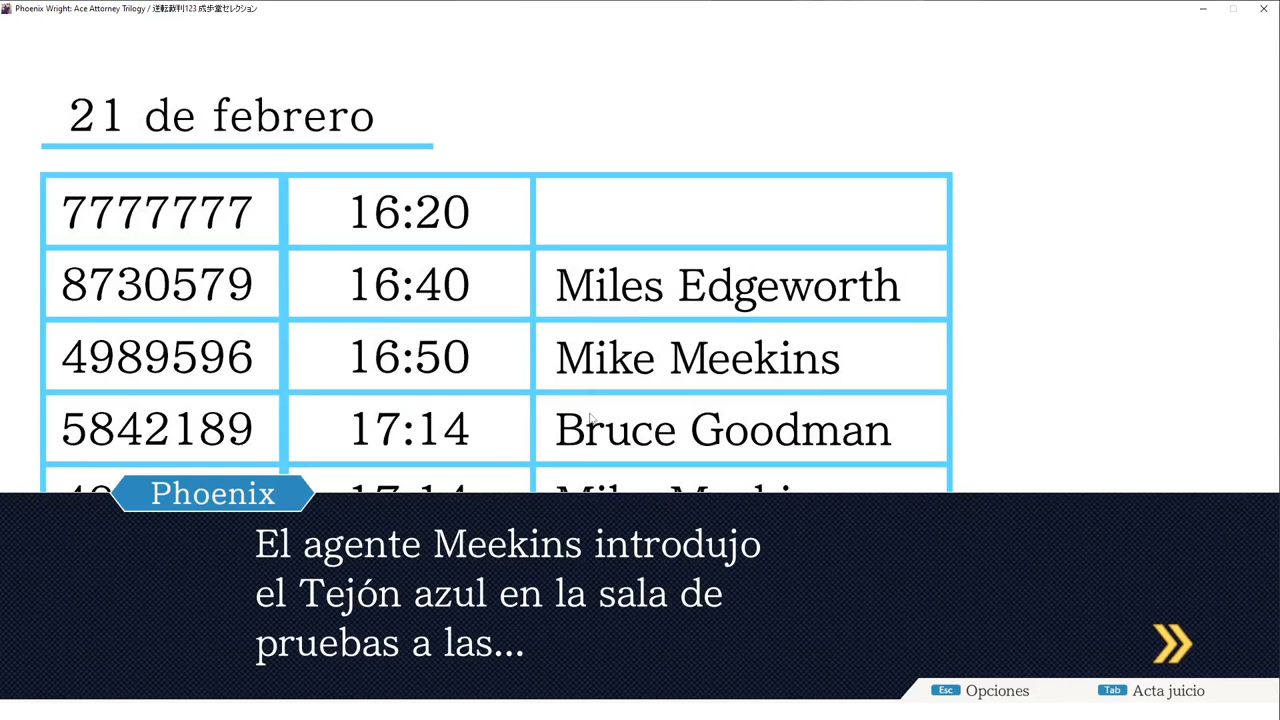 Phoenix Wright: Ace Attorney Trilogy / 逆転裁判123 成歩堂セレクション
21 de febrero
7777777 16:20
8730579 16:40 Miles Edgeworth
4989596 16:50 Mike Meekins
5842189 17:14 Bruce Goodman
Phoenix
El agente Meekins introdujo
el Tejón azul en la sala de
pruebas a las...
Esc Opciones Tab Acta juicio